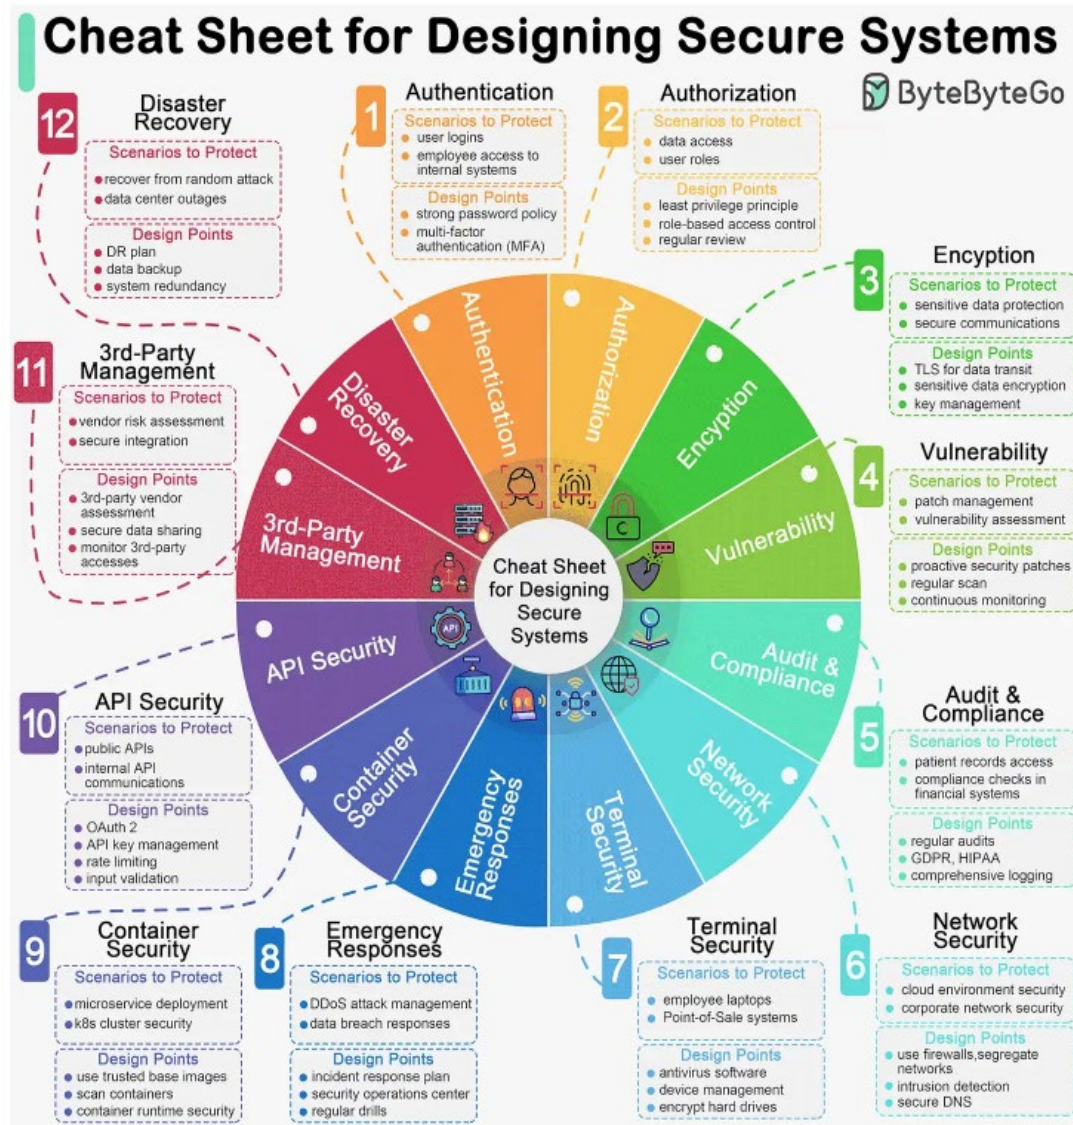 Cheat Sheet for Designing Secure Systems
ByteByteGo
12
Disaster
Recovery
Scenarios to Protect
recover from random attack
data center outages
Design Points
DR plan
data backup
system redundancy
1
Authentication
Scenarios to Protect
user logins
employee access to
internal systems
Design Points
strong password policy
multi-factor
authentication (MFA)
2
Authorization
Scenarios to Protect
data access
user roles
Design Points
least privilege principle
role-based access control
regular review
3
Encyption
Scenarios to Protect
sensitive data protection
secure communications
Design Points
TLS for data transit
sensitive data encryption
key management
11
3rd-Party
Management
Scenarios to Protect
vendor risk assessment
secure integration
Design Points
3rd-party vendor
assessment
secure data sharing
monitor 3rd-party
accesses
4
Vulnerability
Scenarios to Protect
patch management
vulnerability assessment
Design Points
proactive security patches
regular scan
continuous monitoring
Authentication
Authorization
Encyption
Vulnerability
Audit &
Compliance
Network
Security
Terminal
Security
Emergency
Responses
Container
Security
API Security
3rd-Party
Management
Disaster
Recovery
C
API
Cheat Sheet
for Designing
Secure
Systems
10
API Security
Scenarios to Protect
public APIs
internal API
communications
Design Points
OAuth 2
API key management
rate limiting
input validation
5
Audit &
Compliance
Scenarios to Protect
patient records access
compliance checks in
financial systems
Design Points
regular audits
GDPR, HIPAA
comprehensive logging
9
Container
Security
Scenarios to Protect
microservice deployment
k8s cluster security
Design Points
use trusted base images
scan containers
container runtime security
8
Emergency
Responses
Scenarios to Protect
DDoS attack management
data breach responses
Design Points
incident response plan
security operations center
regular drills
7
Terminal
Security
Scenarios to Protect
employee laptops
Point-of-Sale systems
Design Points
antivirus software
device management
encrypt hard drives
6
Network
Security
Scenarios to Protect
cloud environment security
corporate network security
Design Points
use firewalls,segregate
networks
intrusion detection
secure DNS